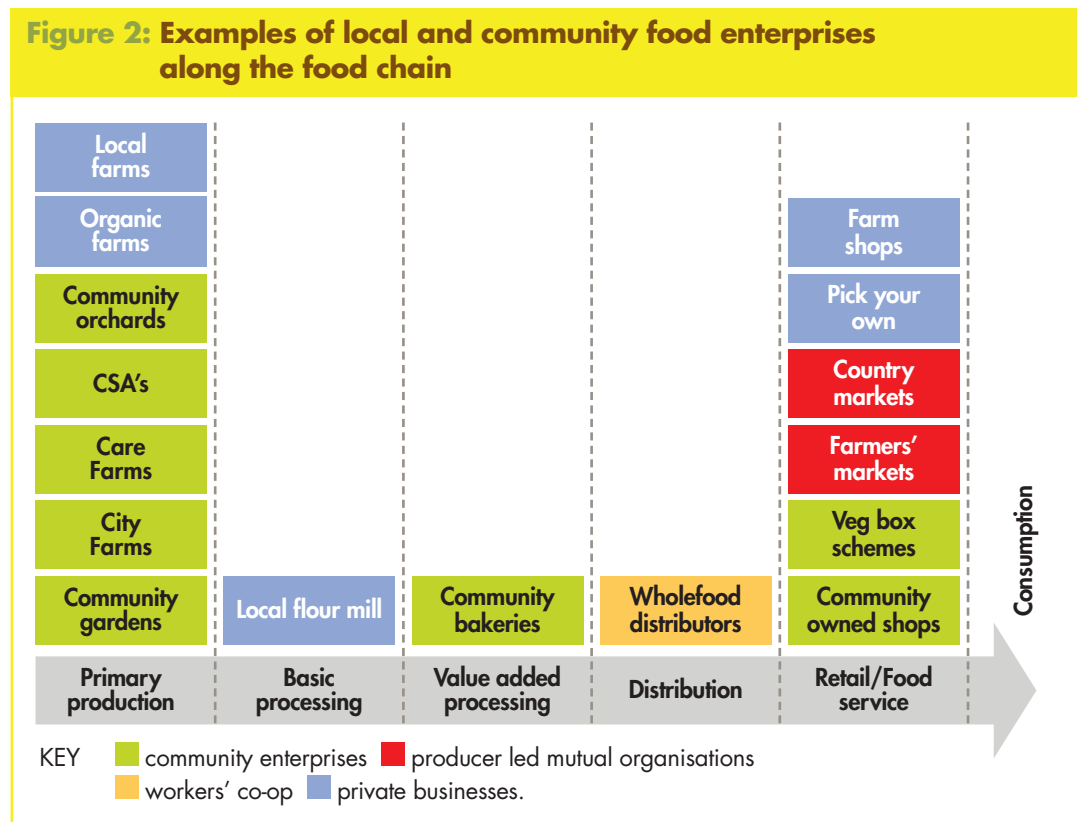 Figure 2: Examples of local and community food enterprises
along the food chain
Local
farms
Organic
farms
Community
orchards
CSA's
Care
Farms
City
Farms
Community
gardens
Local flour mill
Community
bakeries
Wholefood
distributors
Farm
shops
Pick your
own
Country
markets
Farmers'
markets
Veg box
schemes
Community
owned shops
Primary
production
Basic
processing
Value added
processing
Distribution
Retail/Food
service
Consumption
KEY community enterprises producer led mutual organisations
workers' co-op private businesses.